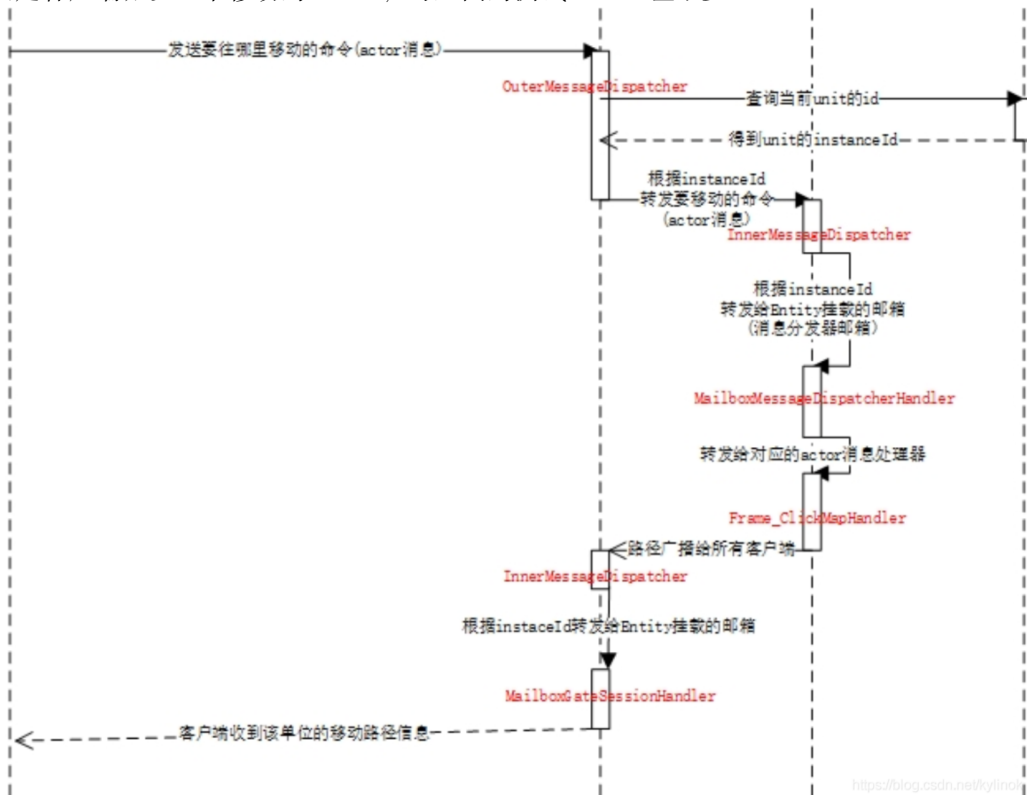 发送要往哪里移动的命令(actor消息)
OuterMessageDispatcher
查询当前unit的id
得到unit的instanceId
根据instanceId
转发要移动的命令
(actor消息)
InnerMessageDispatcher
根据instanceId
转发给Entity挂载的邮箱
(消息分发器邮箱)
MailboxMessageDispatcherHandler
转发给对应的actor消息处理器
Frame_ClickMapHandler
路径广播给所有客户端
InnerMessageDispatcher
根据instaceId转发给Entity挂载的邮箱
MailboxGateSessionHandler
客户端收到该单位的移动路径信息